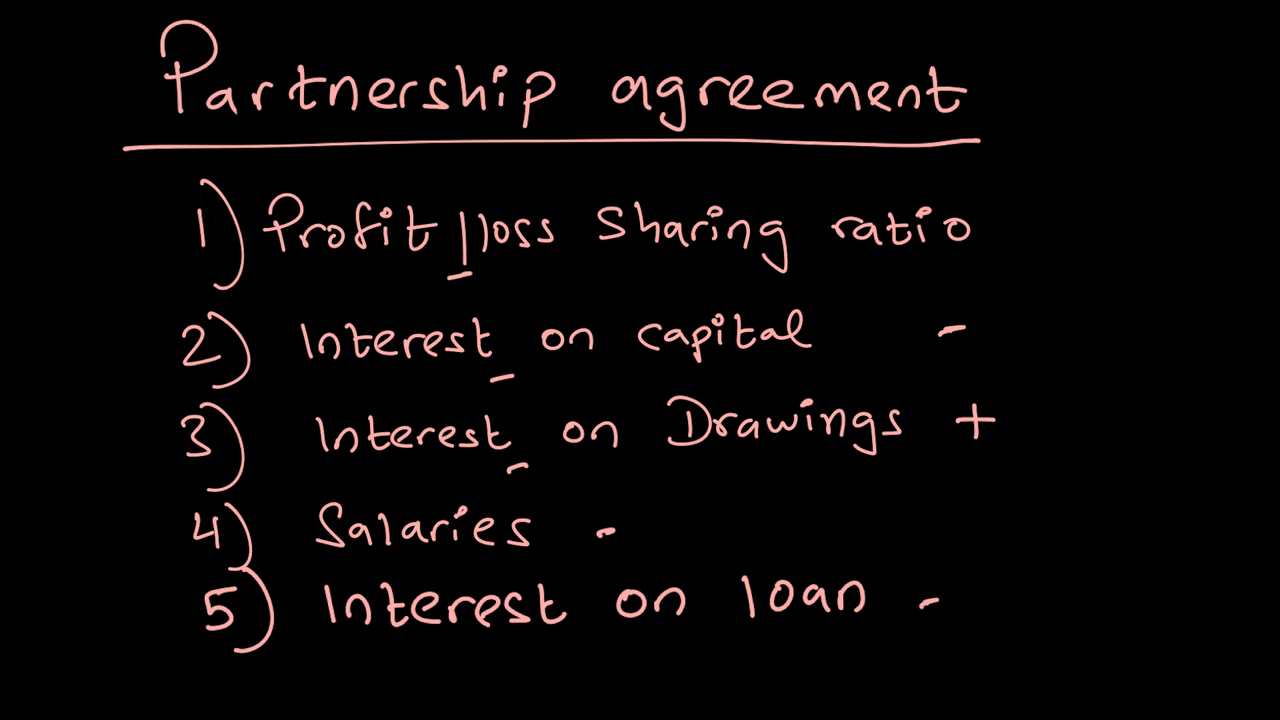 Partnership agreement
1) Profit/loss sharing ratio
2) Interest on capital -
3) Interest on Drawings +
4) Salaries -
5) Interest on loan -